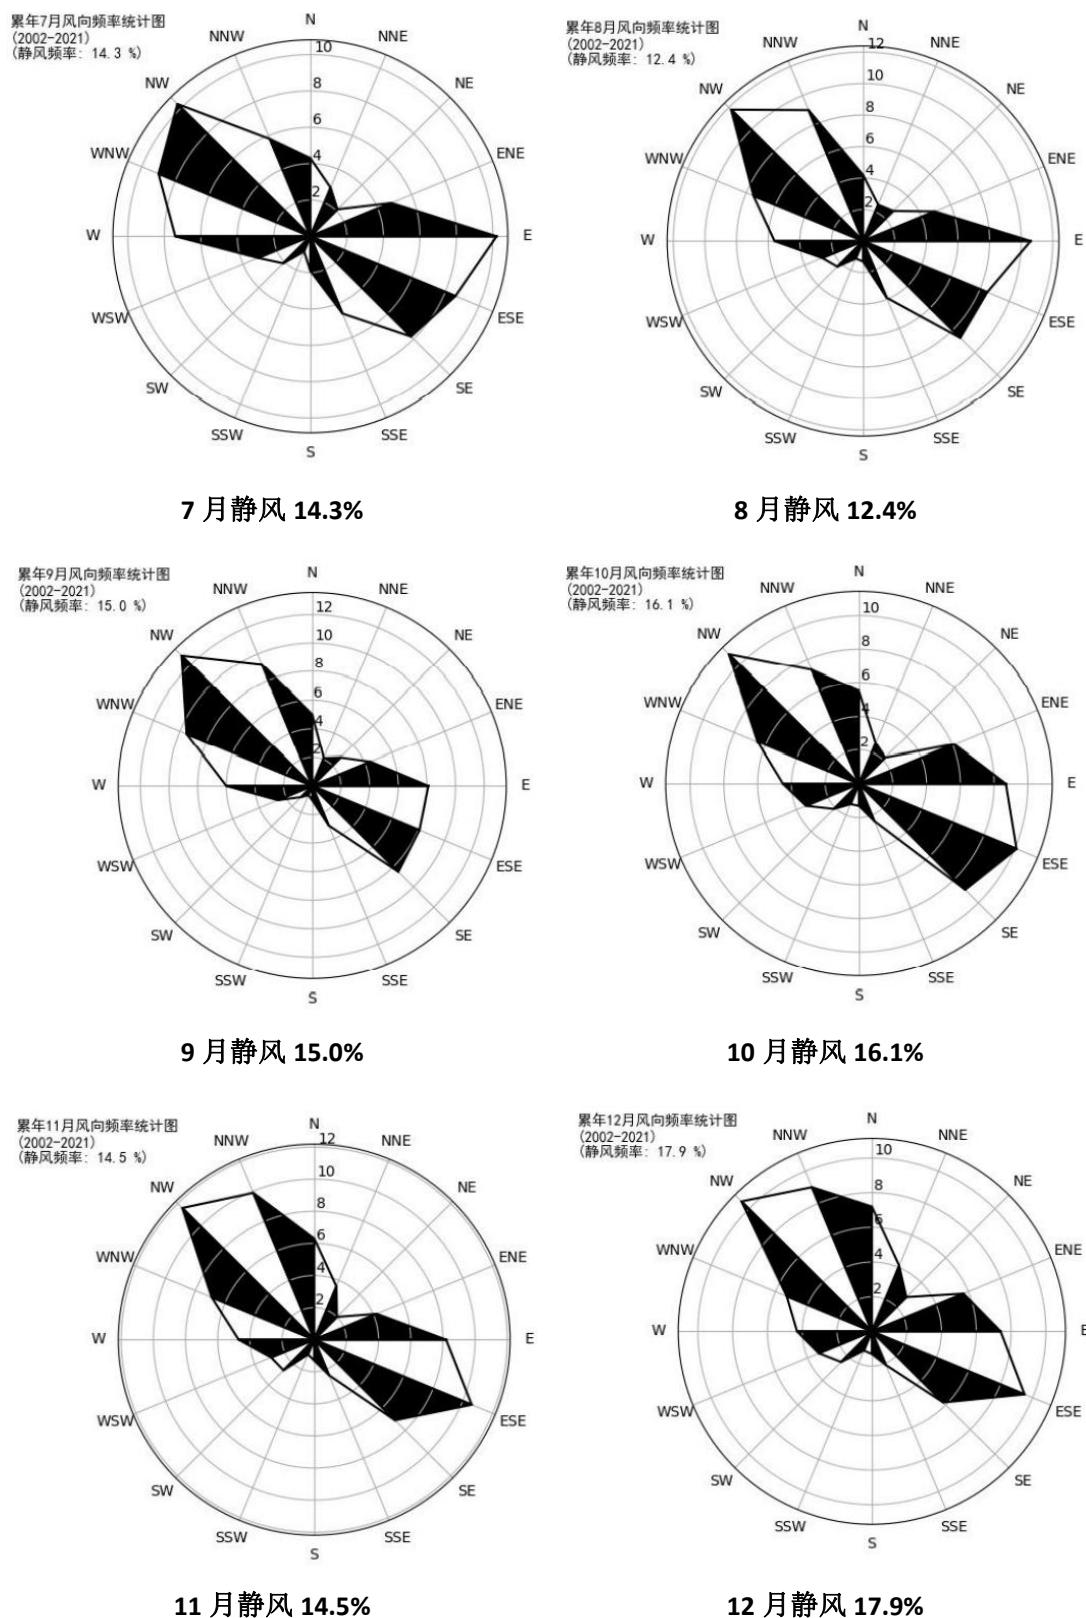 累年7月风向频率统计图
(2002-2021)
(静风频率: 14.3 %)
N
NNE
NE
ENE
E
ESE
SE
SSE
S
SSW
SW
WSW
W
WNW
NW
NNW
10
8
6
4
2
7 月静风 14.3%
累年8月风向频率统计图
(2002-2021)
(静风频率: 12.4 %)
N
NNE
NE
ENE
E
ESE
SE
SSE
S
SSW
SW
WSW
W
WNW
NW
NNW
12
10
8
6
4
2
8 月静风 12.4%
累年9月风向频率统计图
(2002-2021)
(静风频率: 15.0 %)
N
NNE
NE
ENE
E
ESE
SE
SSE
S
SSW
SW
WSW
W
WNW
NW
NNW
12
10
8
6
4
2
9 月静风 15.0%
累年10月风向频率统计图
(2002-2021)
(静风频率: 16.1 %)
N
NNE
NE
ENE
E
ESE
SE
SSE
S
SSW
SW
WSW
W
WNW
NW
NNW
10
8
6
4
2
10 月静风 16.1%
累年11月风向频率统计图
(2002-2021)
(静风频率: 14.5 %)
N
NNE
NE
ENE
E
ESE
SE
SSE
S
SSW
SW
WSW
W
WNW
NW
NNW
12
10
8
6
4
2
11 月静风 14.5%
累年12月风向频率统计图
(2002-2021)
(静风频率: 17.9 %)
N
NNE
NE
ENE
E
ESE
SE
SSE
S
SSW
SW
WSW
W
WNW
NW
NNW
10
8
6
4
2
12 月静风 17.9%